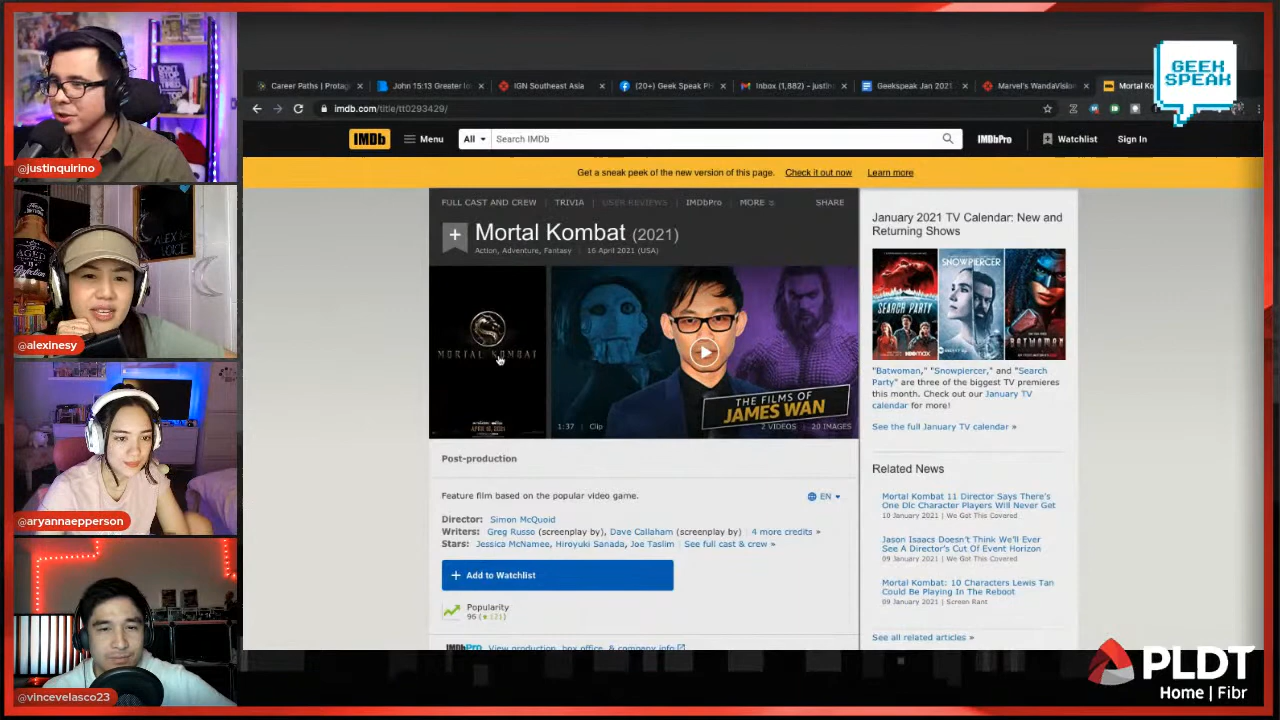 @justinquirino
@alexinesy
@aryannaepperson
@vincevelasco23
GEEK
SPEAK
Career Paths | Protag
John 15:13 Greater
IGN Southeast Asia
(20+) Geek Speak PH
Inbox (1,882) - justin
Geekspeak Jan 2021
Marvel's WandaVision
Mortal Ko
imdb.com/title/tt0293429/
IMDb
Menu
All
Search IMDb
IMDbPro
Watchlist
Sign In
Get a sneak peek of the new version of this page. Check it out now Learn more
FULL CAST AND CREW | TRIVIA | USER REVIEWS | IMDbPro | MORE SHARE
+ Mortal Kombat (2021)
Action, Adventure, Fantasy | 16 April 2021 (USA)
MORTAL KOMBAT
THE FILMS OF
JAMES WAN
1:37 | Clip
2 VIDEOS | 20 IMAGES
Post-production
Feature film based on the popular video game.
EN
Director: Simon McQuoid
Writers: Greg Russo (screenplay by), Dave Callaham (screenplay by) | 4 more credits »
Stars: Jessica McNamee, Hiroyuki Sanada, Joe Taslim | See full cast & crew »
+ Add to Watchlist
Popularity
96
IMDbPro View production, box office, & company info
January 2021 TV Calendar: New and
Returning Shows
SEARCH PARTY
SNOWPIERCER
BATWOMAN
"Batwoman," "Snowpiercer," and "Search
Party" are three of the biggest TV premieres
this month. Check out our January TV
calendar for more!
See the full January TV calendar »
Related News
Mortal Kombat 11 Director Says There's
One Dlc Character Players Will Never Get
10 January 2021 | We Got This Covered
Jason Isaacs Doesn't Think We'll Ever
See A Director's Cut Of Event Horizon
09 January 2021 | We Got This Covered
Mortal Kombat: 10 Characters Lewis Tan
Could Be Playing In The Reboot
09 January 2021 | Screen Rant
See all related articles »
PLDT
Home | Fibr